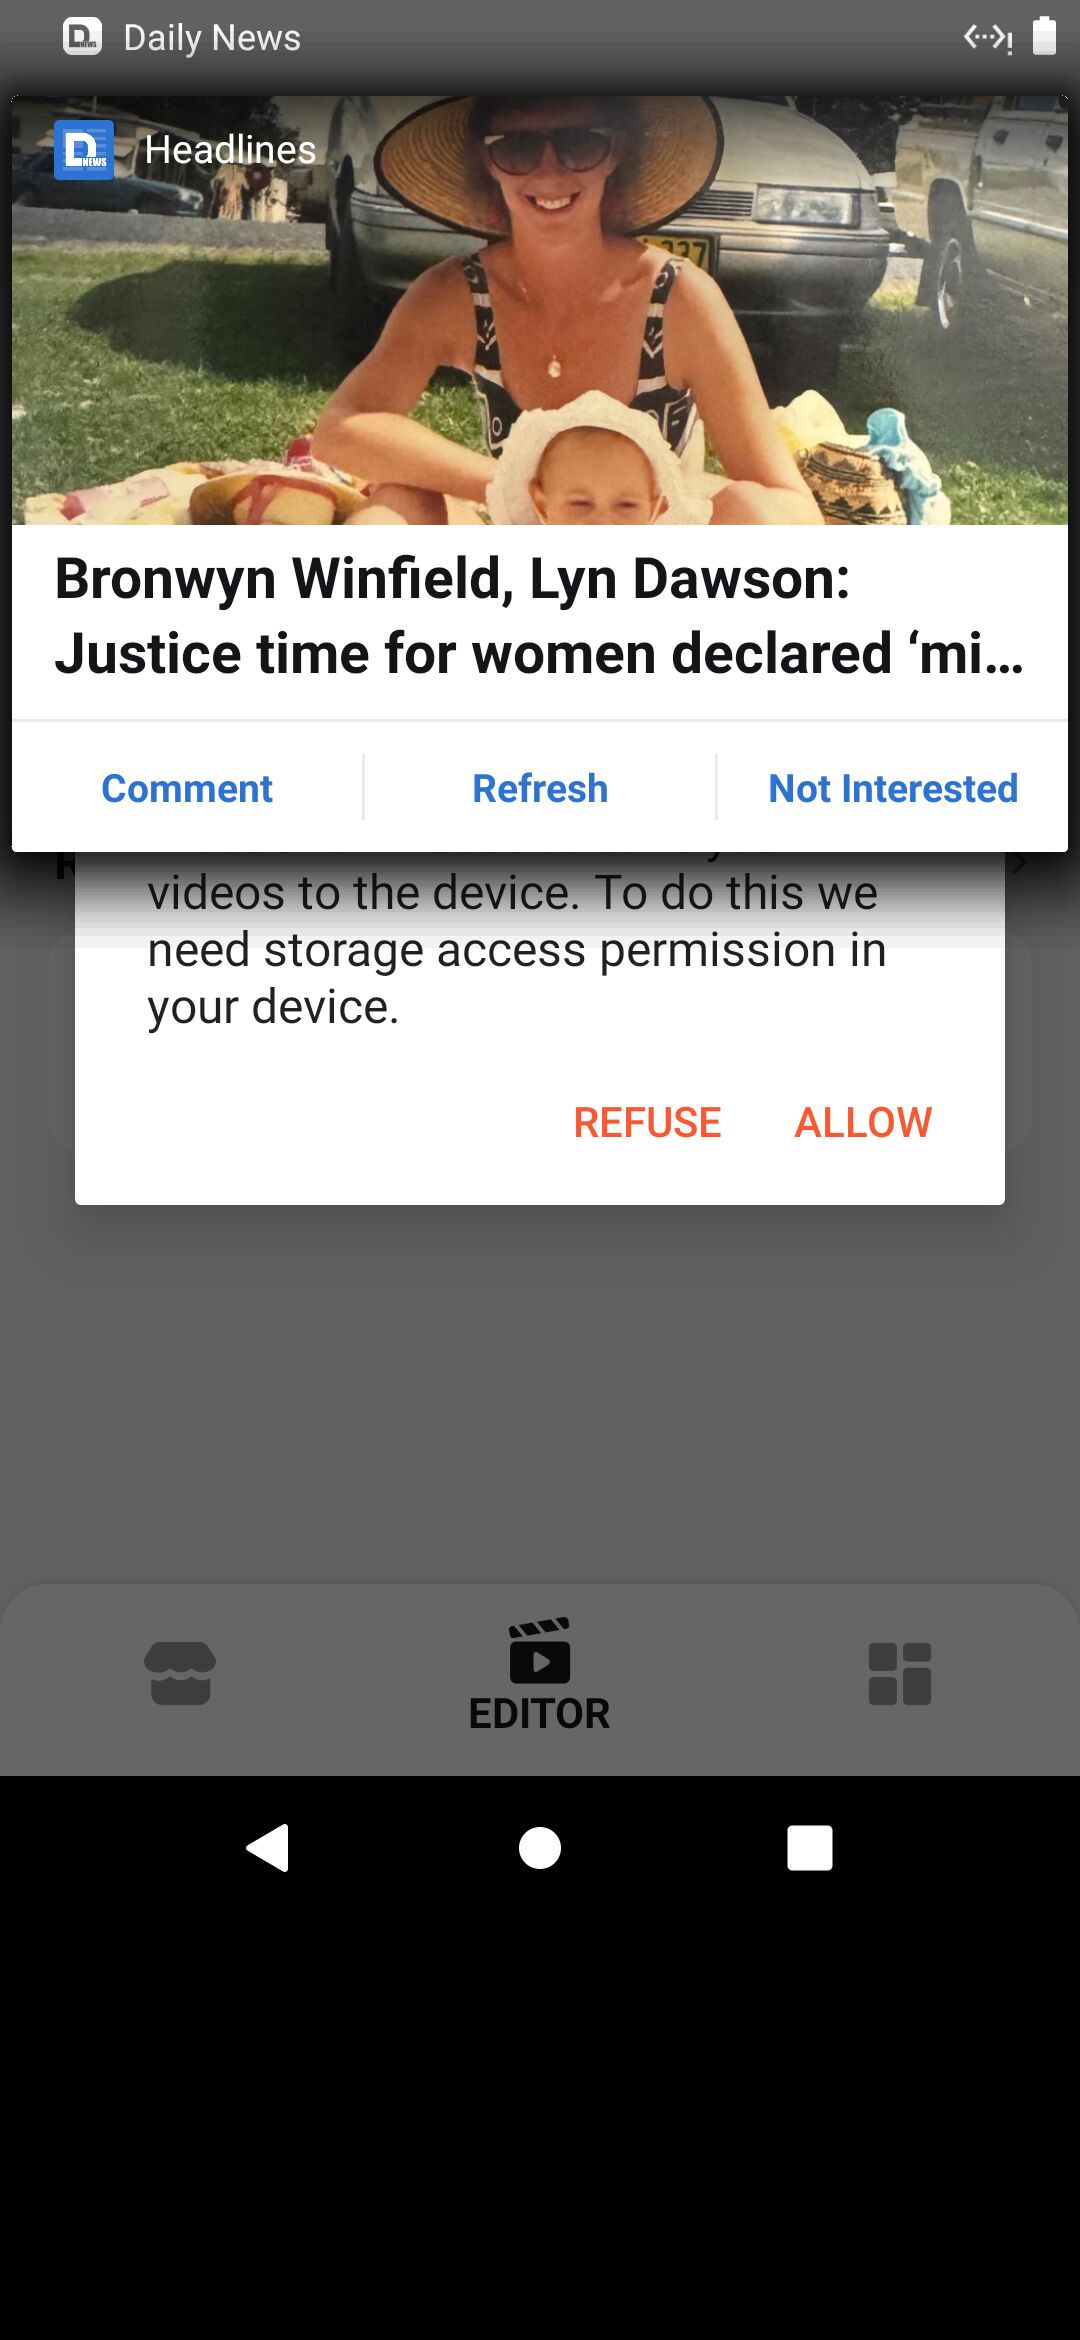 Daily News
D NEWS Headlines
Bronwyn Winfield, Lyn Dawson:
Justice time for women declared ‘mi…
Comment Refresh Not Interested
videos to the device. To do this we
need storage access permission in
your device.
REFUSE ALLOW
EDITOR